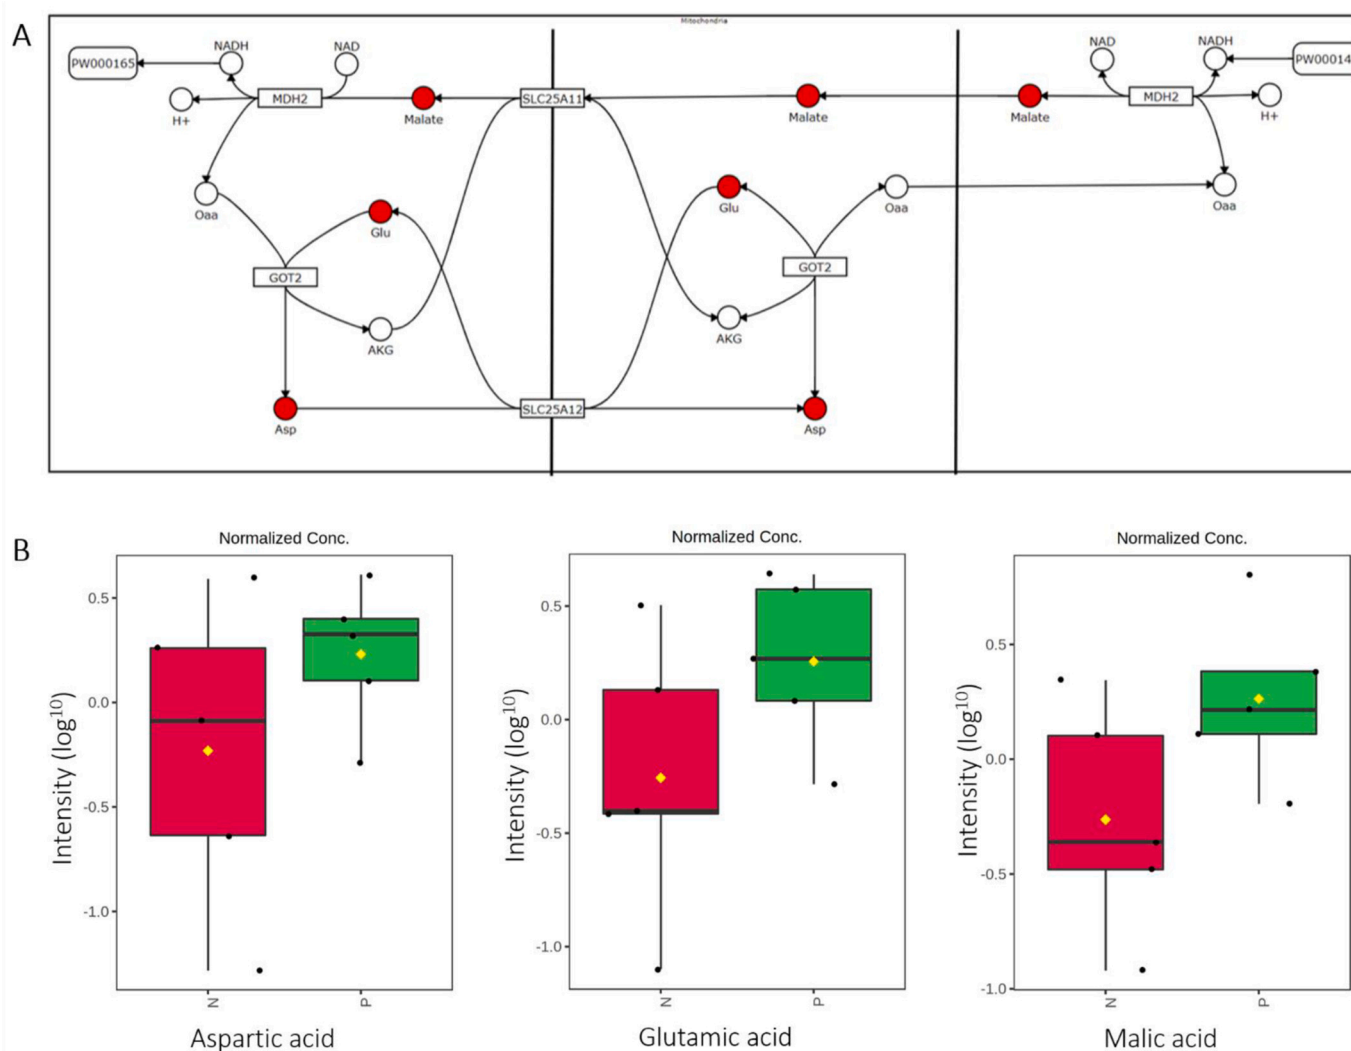 A
Mitochondria
NADH NAD NAD NADH
PW000165 PW00014
MDH2 SLC25A11 MDH2
H+ Malate Malate Malate H+
Oaa Glu Glu Oaa Oaa
GOT2 GOT2
AKG AKG
SLC25A12
Asp Asp
B
Normalized Conc.
Intensity (log10)
0.5
0.0
-0.5
-1.0
N P
Aspartic acid
Normalized Conc.
Intensity (log10)
0.5
0.0
-0.5
-1.0
N P
Glutamic acid
Normalized Conc.
Intensity (log10)
0.5
0.0
-0.5
-1.0
N P
Malic acid